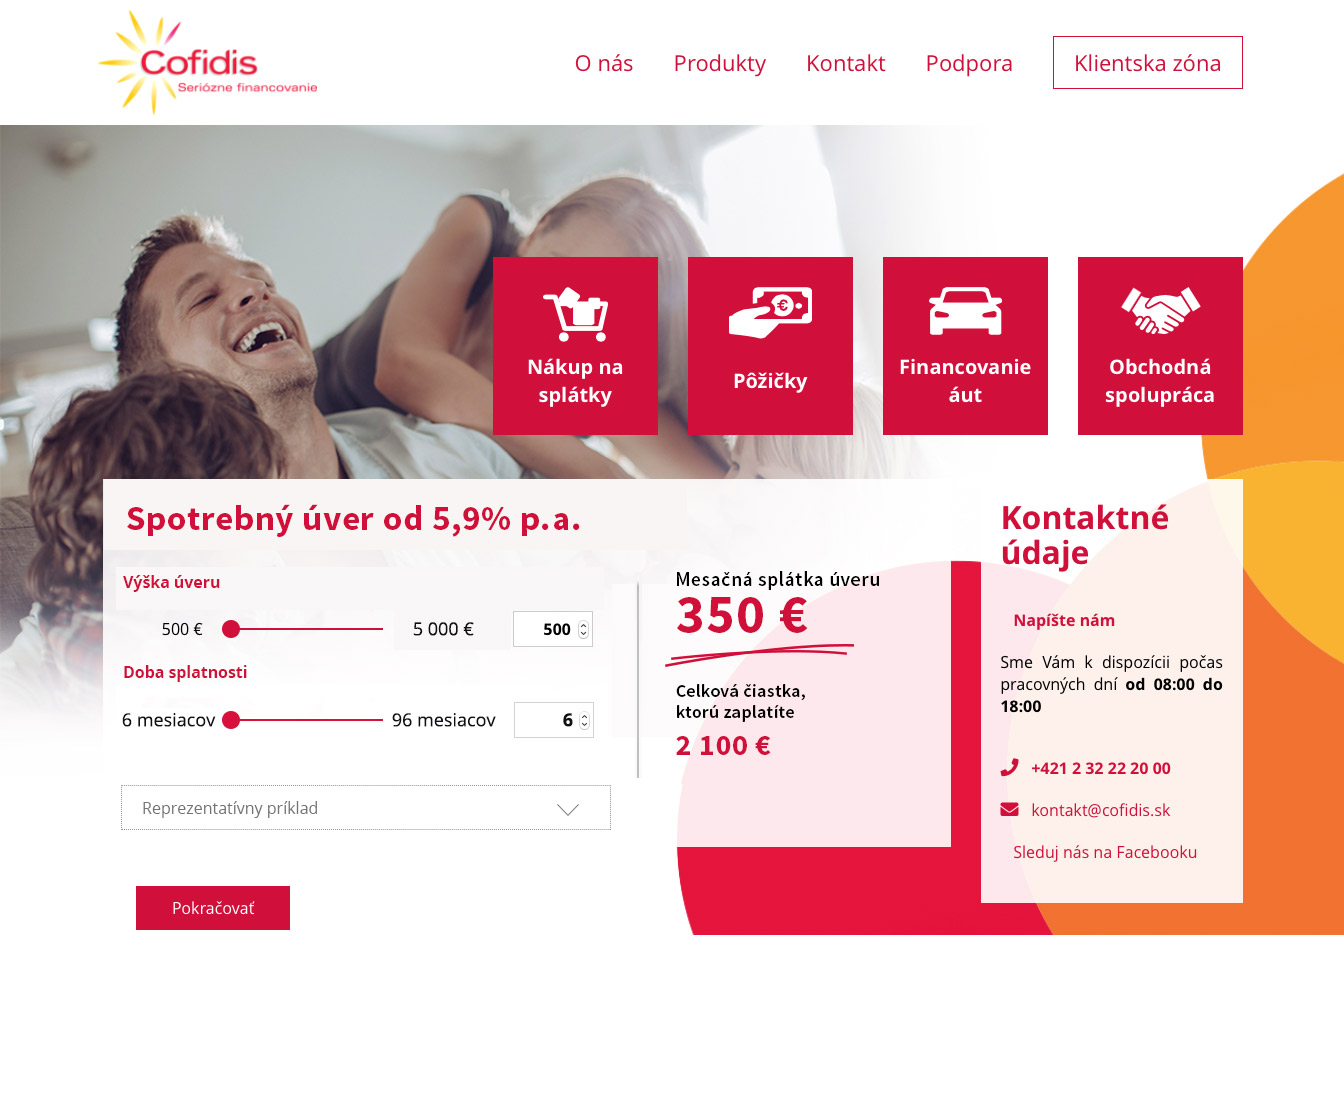 Cofidis
Seriózne financovanie
O nás
Produkty
Kontakt
Podpora
Klientska zóna
Nákup na
splátky
Pôžičky
Financovanie
áut
Obchodná
spolupráca
Spotrebný úver od 5,9% p.a.
Výška úveru
500 €
5 000 €
500
Doba splatnosti
6 mesiacov
96 mesiacov
6
Reprezentatívny príklad
Pokračovať
Mesačná splátka úveru
350 €
Celková čiastka,
ktorú zaplatíte
2 100 €
Kontaktné
údaje
Napíšte nám
Sme Vám k dispozícii počas
pracovných dní od 08:00 do
18:00
+421 2 32 22 20 00
kontakt@cofidis.sk
Sleduj nás na Facebooku